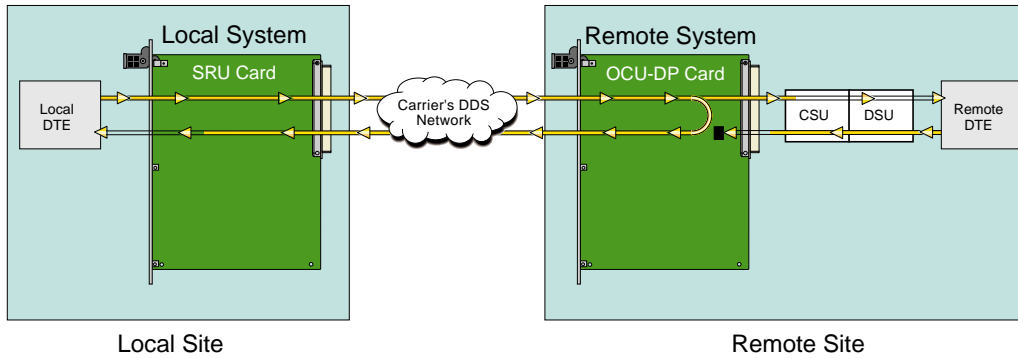 Local System
Remote System
SRU Card
OCU-DP Card
Local
DTE
Carrier's DDS
Network
CSU
DSU
Remote
DTE
Local Site
Remote Site